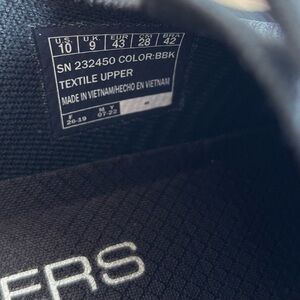 U.S. U.K. EUR CM BRA
10 9 43 28 42
SN 232450 COLOR:BBK
TEXTILE UPPER
MADE IN VIETNAM/HECHO EN VIETNAM
F M Y
26-19 07-22
ERS